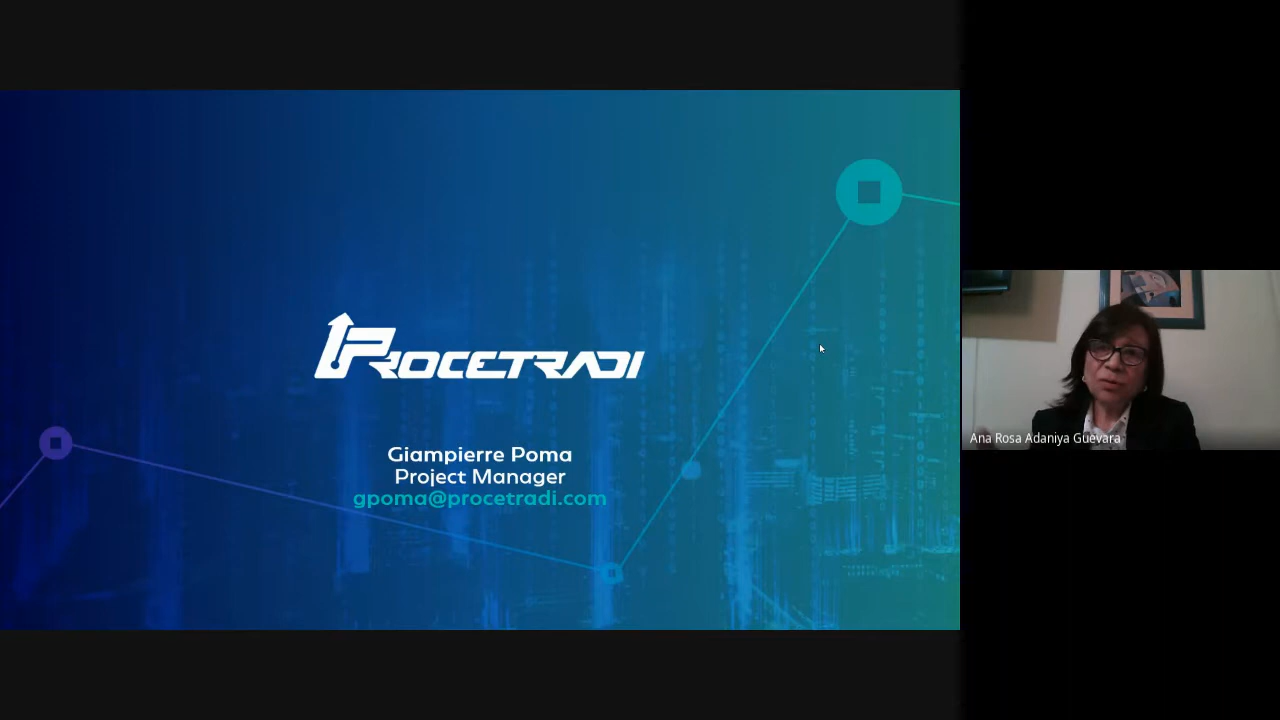 PROCETRADI
Giampierre Poma
Project Manager
gpoma@procetradi.com
Ana Rosa Adaniya Guevara